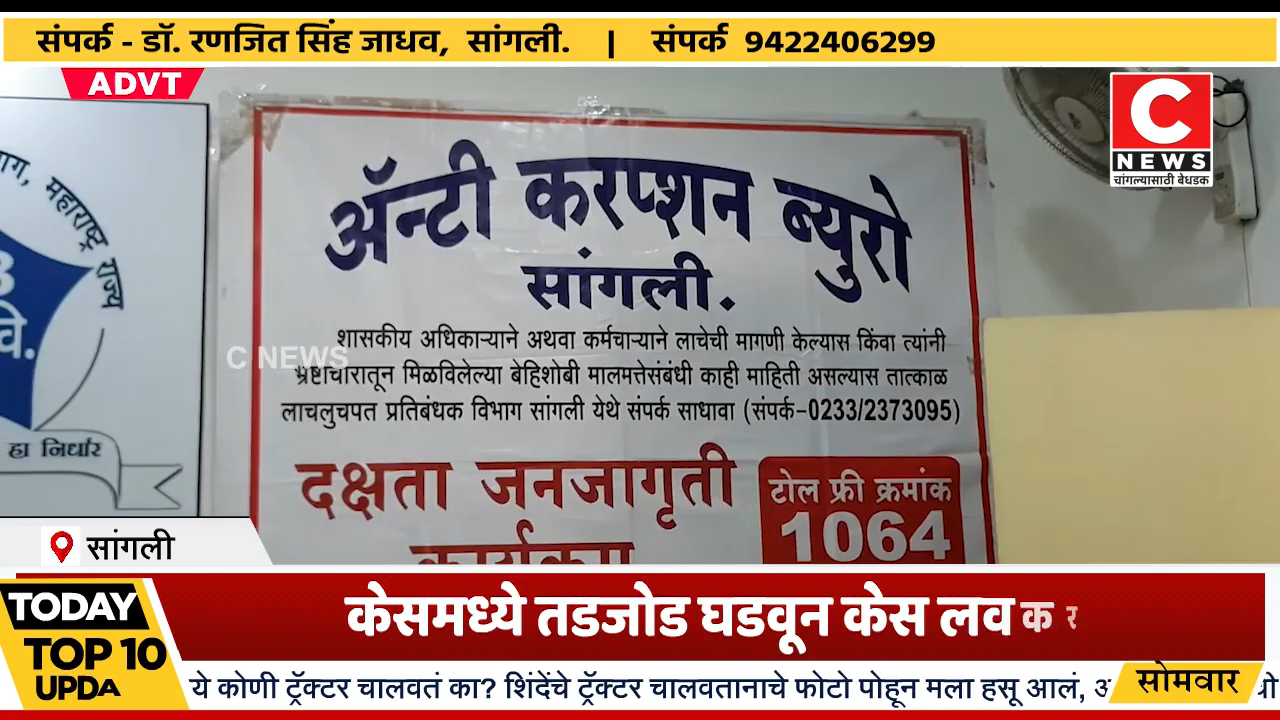 संपर्क - डॉ. रणजित सिंह जाधव, सांगली. | संपर्क 9422406299
ADVT
C
NEWS
चांगल्यासाठी बेधडक
महाराष्ट्र राज्य
वि.
हा निर्धार
ॲन्टी करप्शन ब्युरो
सांगली.
शासकीय अधिकाऱ्याने अथवा कर्मचाऱ्याने लाचेची मागणी केल्यास किंवा त्यांनी
भ्रष्टाचारातून मिळविलेल्या बेहिशोबी मालमत्तेसंबंधी काही माहिती असल्यास तात्काळ
लाचलुचपत प्रतिबंधक विभाग सांगली येथे संपर्क साधावा (संपर्क-0233/2373095)
C NEWS
दक्षता जनजागृती
टोल फ्री क्रमांक
1064
सांगली
TODAY
TOP 10
UPDA
केसमध्ये तडजोड घडवून केस लवक
ये कोणी ट्रॅक्टर चालवतं का? शिंदेंचे ट्रॅक्टर चालवतानाचे फोटो पोहून मला हसू आलं,
सोमवार